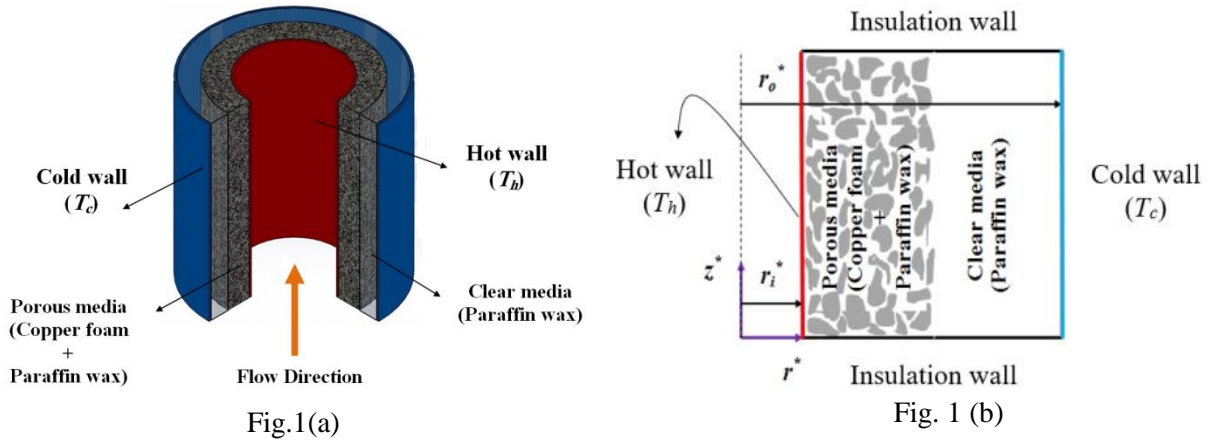 Cold wall
(Tc)
Hot wall
(Th)
Porous media
(Copper foam
+
Paraffin wax)
Clear media
(Paraffin wax)
Flow Direction
Fig.1(a)
Insulation wall
ro*
Hot wall
(Th)
Porous media
(Copper foam
+
Paraffin wax)
Clear media
(Paraffin wax)
Cold wall
(Tc)
z*
ri*
r*
Insulation wall
Fig. 1 (b)